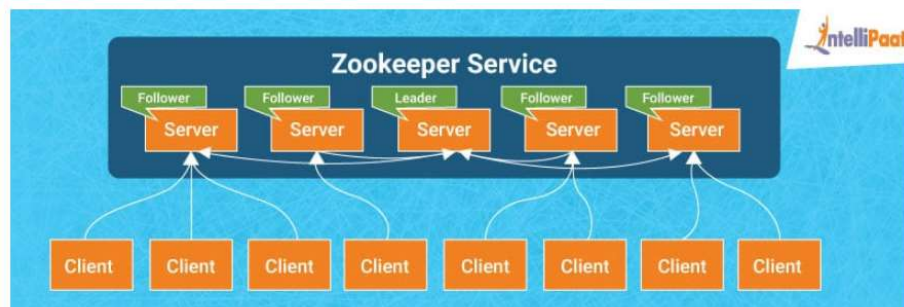 IntelliPaat
Zookeeper Service
Follower Follower Leader Follower Follower
Server Server Server Server Server
Client Client Client Client Client Client Client Client